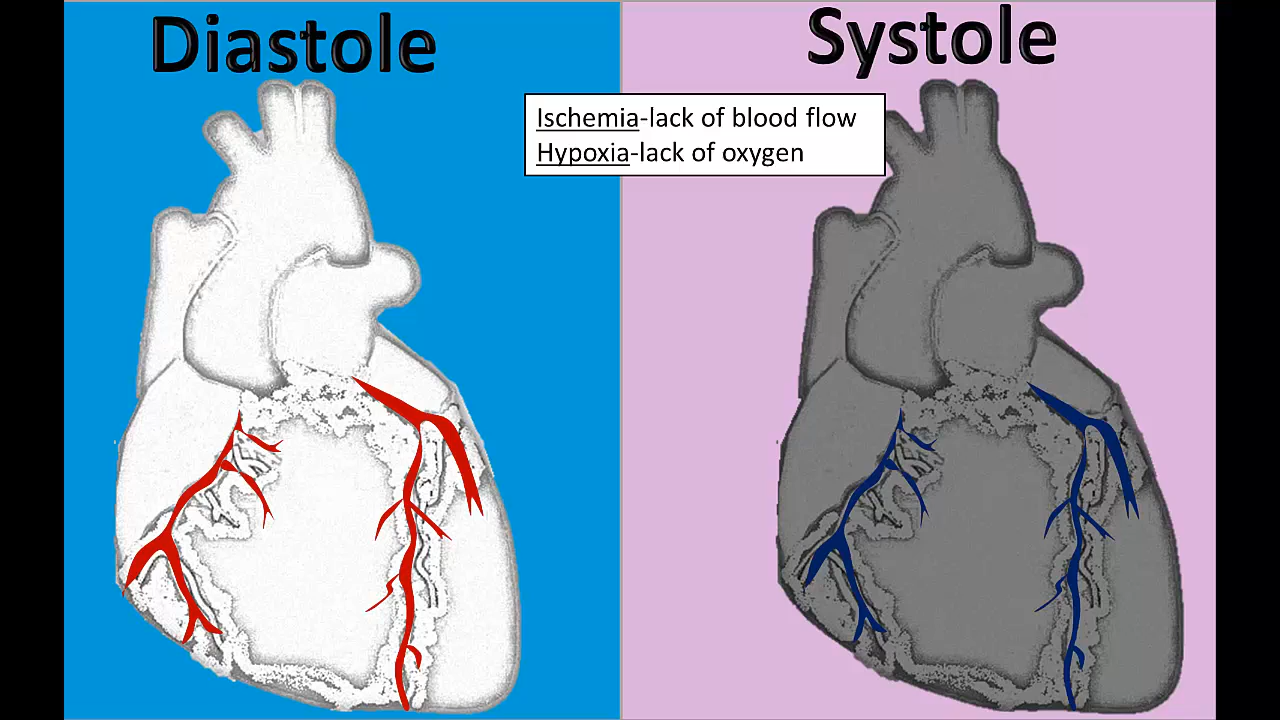 Diastole
Systole
Ischemia-lack of blood flow
Hypoxia-lack of oxygen